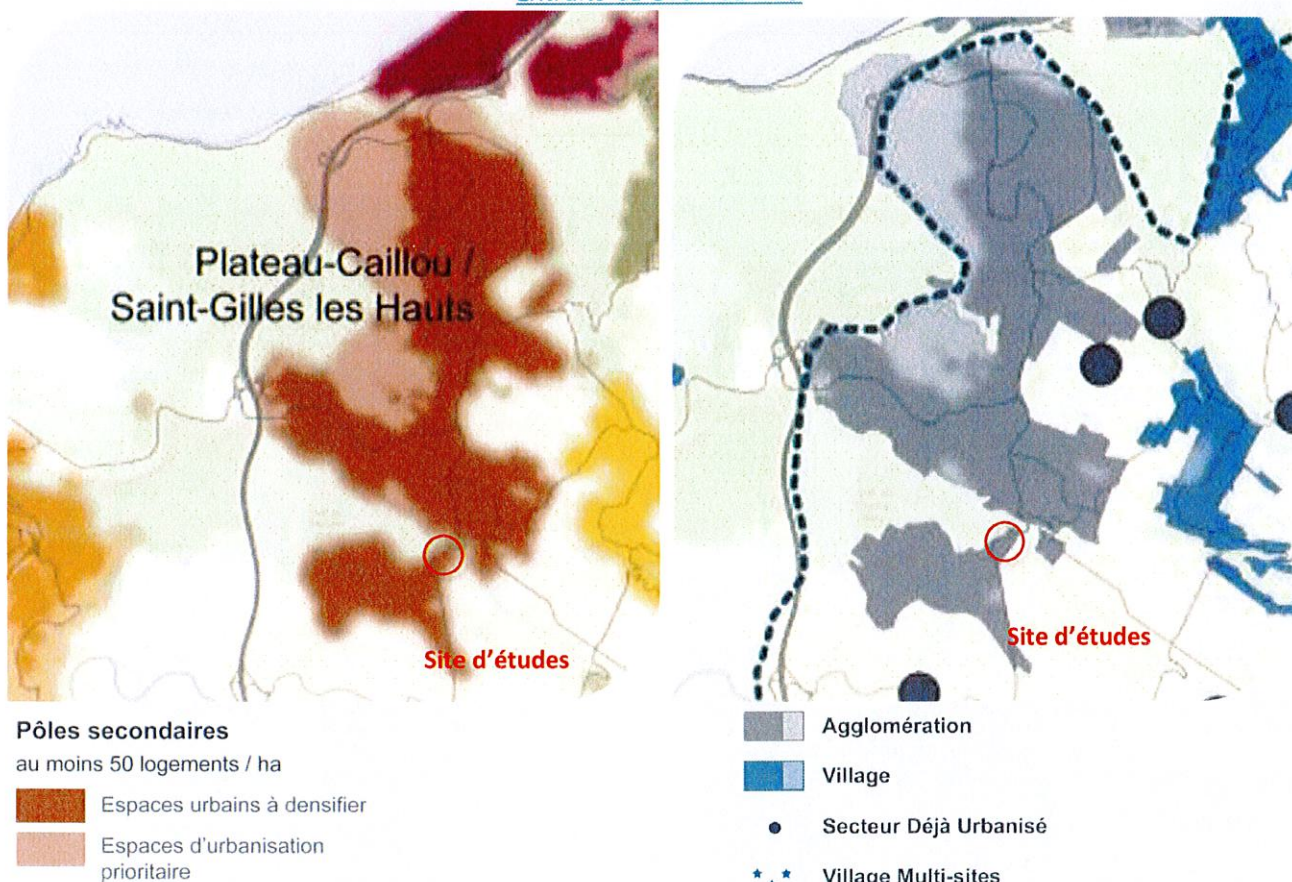 Plateau-Caillou /
Saint-Gilles les Hauts
Site d'études
Site d'études
Pôles secondaires
au moins 50 logements / ha
Espaces urbains à densifier
Espaces d'urbanisation
prioritaire
Agglomération
Village
Secteur Déjà Urbanisé
Village Multi-sites